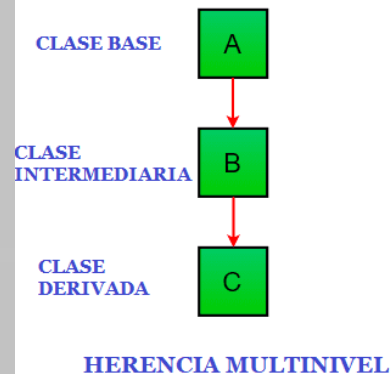 CLASE BASE
A
CLASE
INTERMEDIARIA
B
CLASE
DERIVADA
C
HERENCIA MULTINIVEL